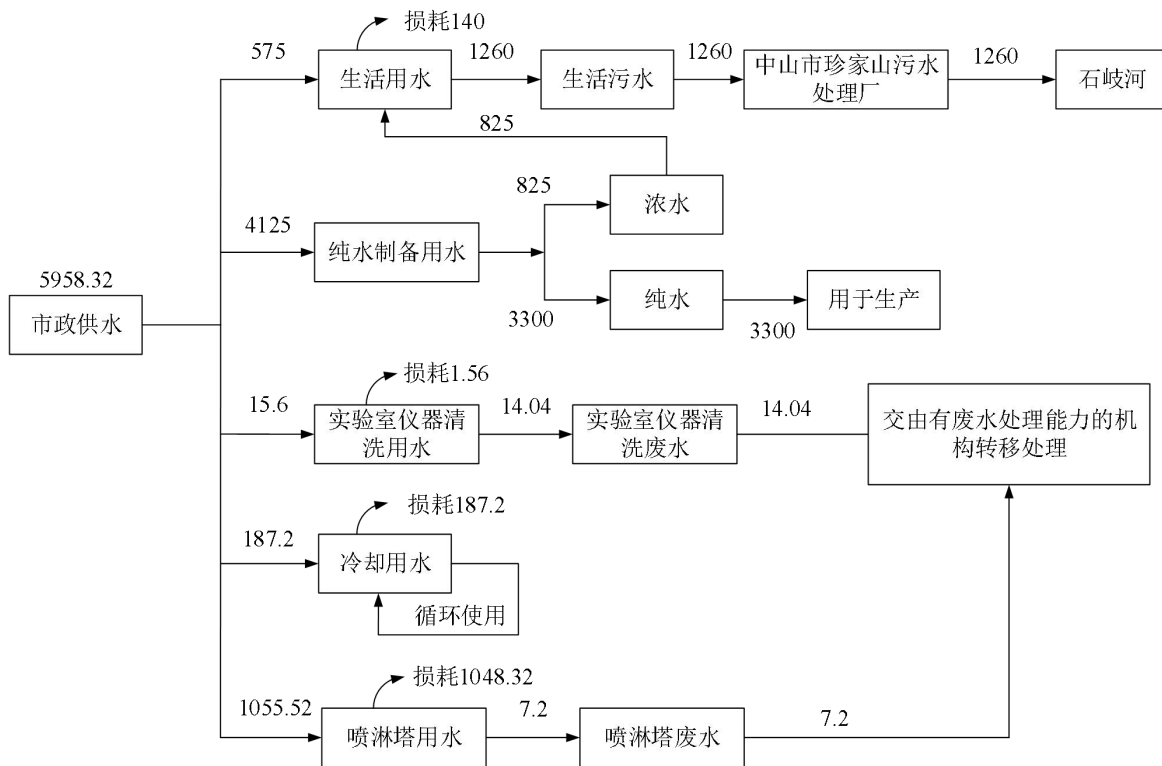 损耗140
575
生活用水
1260
生活污水
1260
中山市珍家山污水
处理厂
1260
石岐河
825
825
浓水
4125
纯水制备用水
5958.32
市政供水
3300
纯水
3300
用于生产
损耗1.56
15.6
实验室仪器清
洗用水
14.04
实验室仪器清
洗废水
14.04
交由有废水处理能力的机
构转移处理
损耗187.2
187.2
冷却用水
循环使用
损耗1048.32
1055.52
喷淋塔用水
7.2
喷淋塔废水
7.2